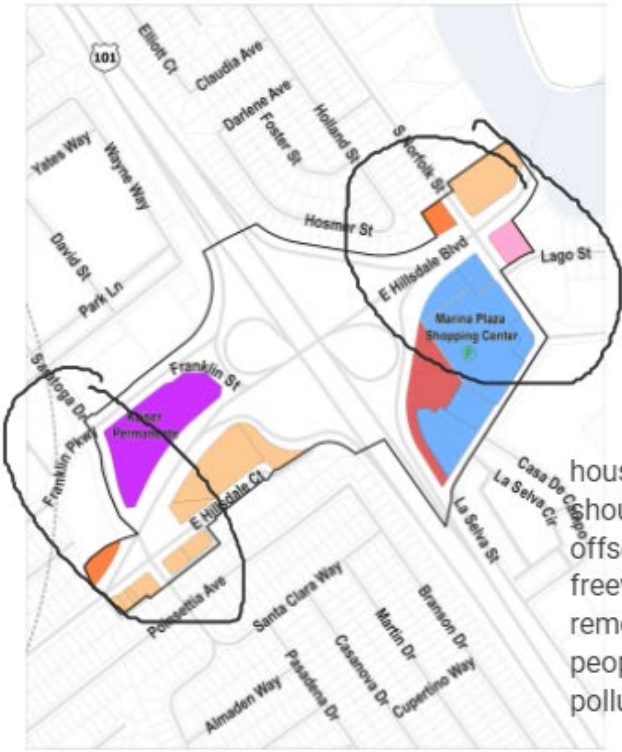 101
Elliott Ct
Claudia Ave
Darlene Ave
Foster St
Holland St
S Norfolk St
Yates Way
Wayne Way
Hosmer St
E Hillsdale Blvd
Lago St
David St
Park Ln
Marina Plaza
Shopping Center
P
Franklin St
Saratoga Dr
Kaiser
Permanente
Franklin Pkwy
E Hillsdale Ct
Casa De Campo
La Selva Cir
La Selva St
Poinsettia Ave
Santa Clara Way
Branson Dr
Martin Dr
Casanova Dr
Cupertino Way
Pasadena Dr
Almaden Way
hous
shou
offse
freew
remo
peop
pollu